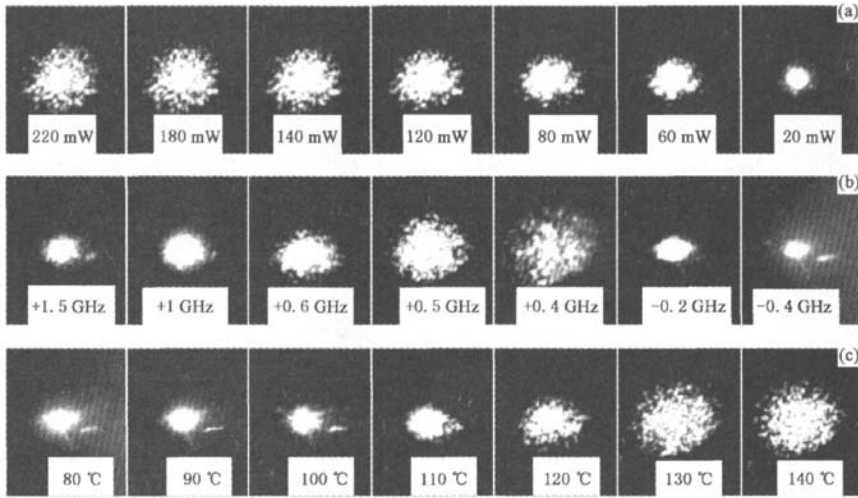 (a)
220 mW 180 mW 140 mW 120 mW 80 mW 60 mW 20 mW
(b)
+1. 5 GHz +1 GHz +0. 6 GHz +0. 5 GHz +0. 4 GHz −0. 2 GHz −0. 4 GHz
(c)
80 ℃ 90 ℃ 100 ℃ 110 ℃ 120 ℃ 130 ℃ 140 ℃